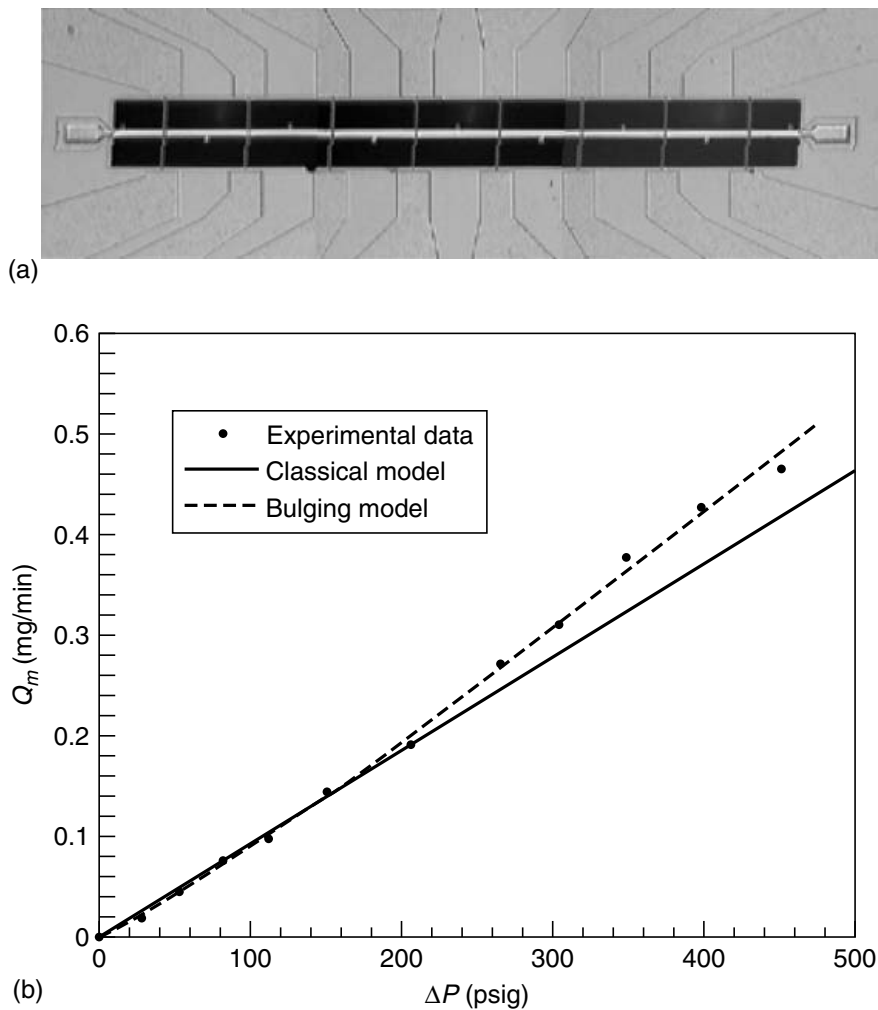 (a)
0.6
0.5
0.4
0.3
0.2
0.1
0
Qm (mg/min)
Experimental data
Classical model
Bulging model
0 100 200 300 400 500
ΔP (psig)
(b)